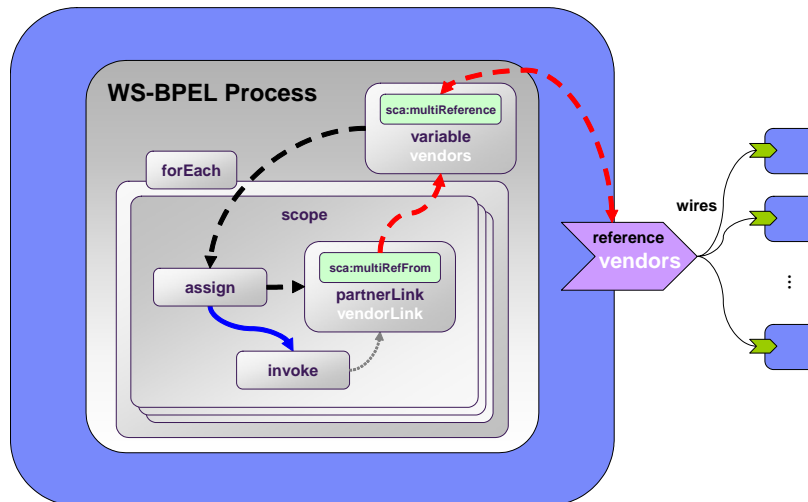 WS-BPEL Process
sca:multiReference
variable
vendors
forEach
scope
wires
reference
vendors
sca:multiRefFrom
partnerLink
vendorLink
assign
...
invoke